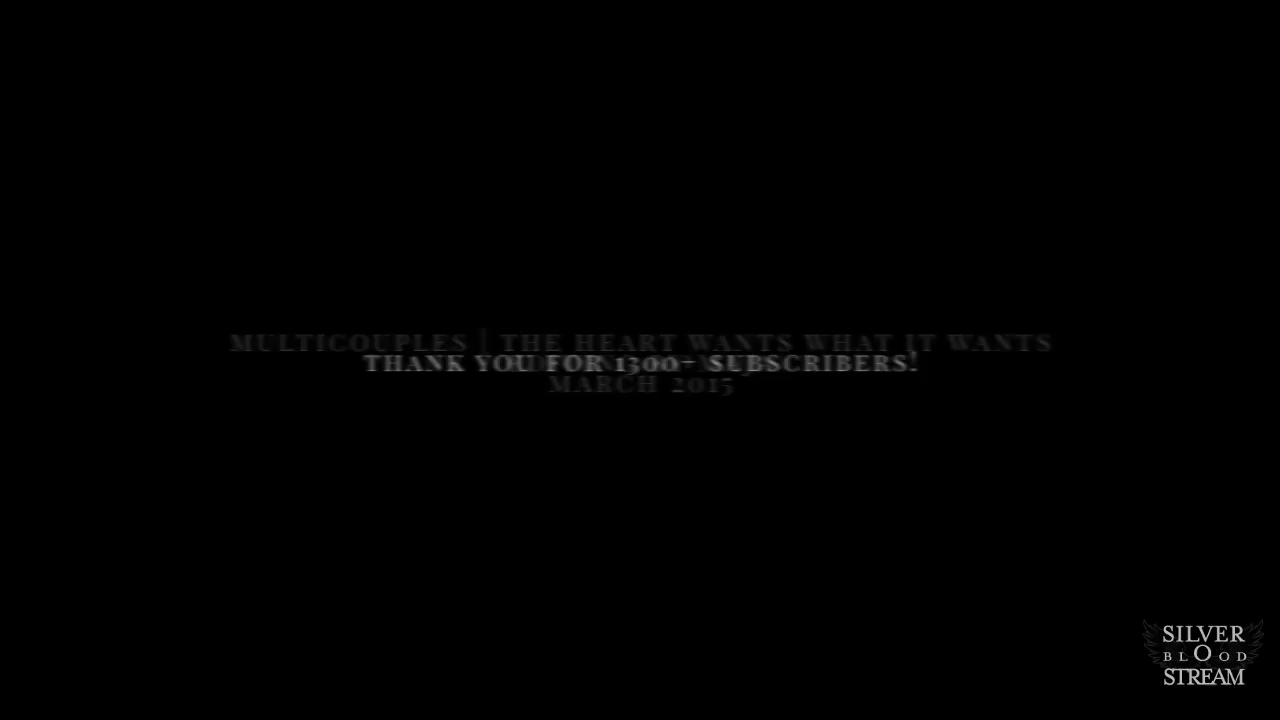 MULTICOUPLES | THE HEART WANTS WHAT IT WANTS
THANK YOU FOR 1300+ SUBSCRIBERS!
MARCH 2015
SILVER
BLOOD
STREAM